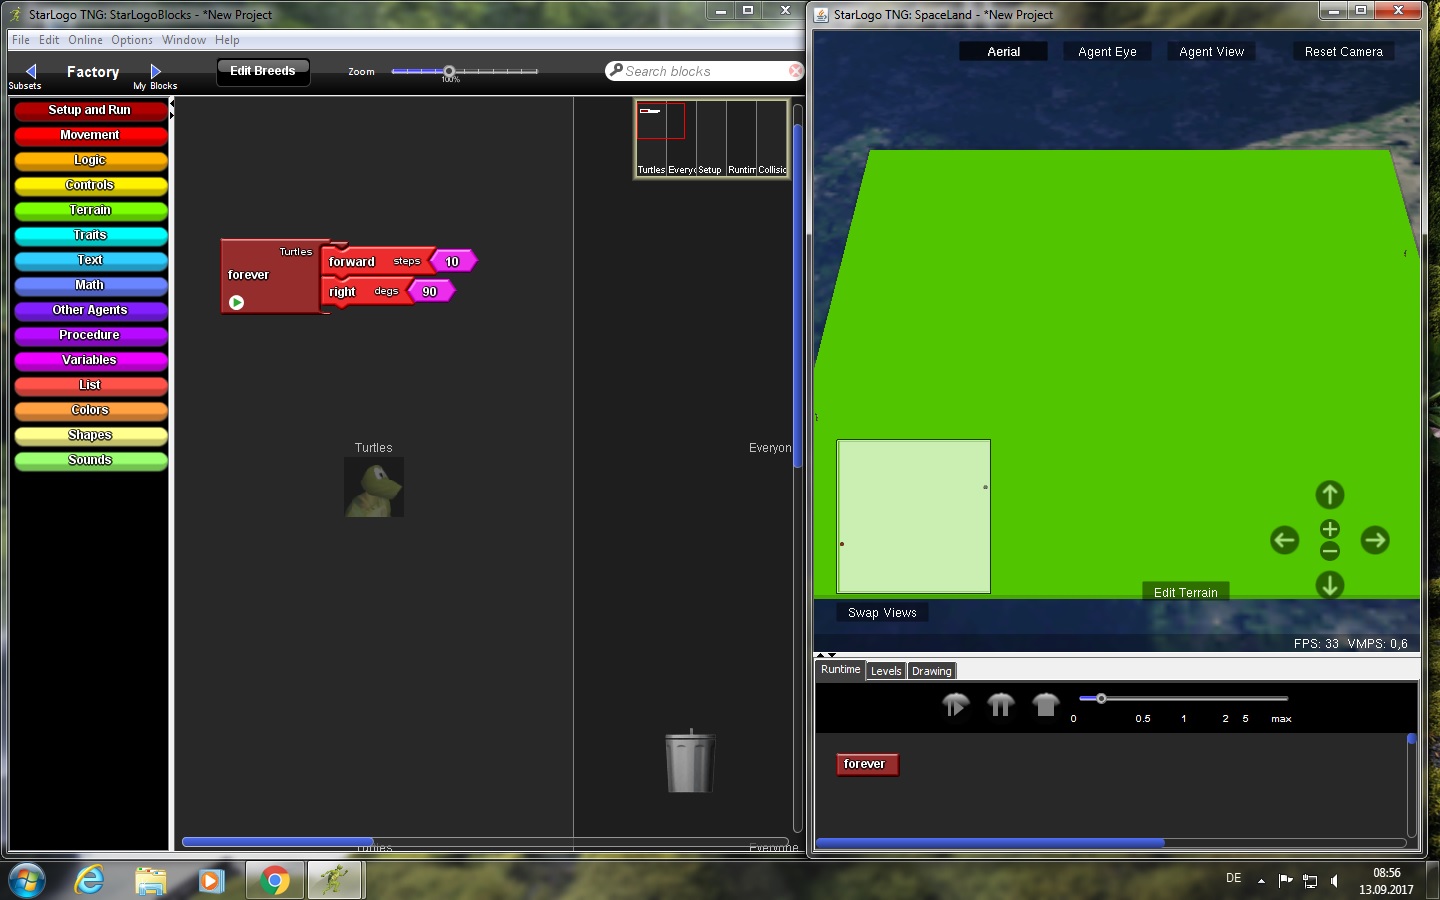 StarLogo TNG: StarLogoBlocks - *New Project
File Edit Online Options Window Help
Subsets
Factory
My Blocks
Edit Breeds
Zoom
100%
Search blocks
Setup and Run
Movement
Logic
Controls
Terrain
Traits
Text
Math
Other Agents
Procedure
Variables
List
Colors
Shapes
Sounds
Turtles Everyo Setup Runtim Collisio
Turtles
forever
forward steps 10
right degs 90
Turtles
Everyon
Turtles
Everyone
StarLogo TNG: SpaceLand - *New Project
Aerial Agent Eye Agent View Reset Camera
Edit Terrain
Swap Views
FPS: 33 VMPS: 0,6
Runtime Levels Drawing
0 0.5 1 2 5 max
forever
DE
08:56
13.09.2017